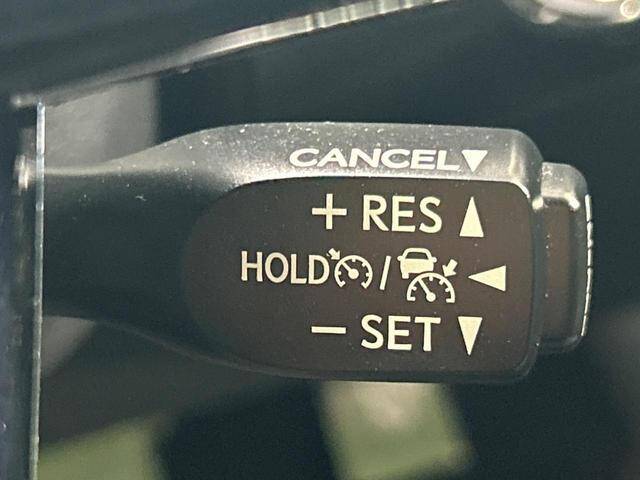 CANCEL▼
+ RES ▲
HOLD / ◀
− SET ▼